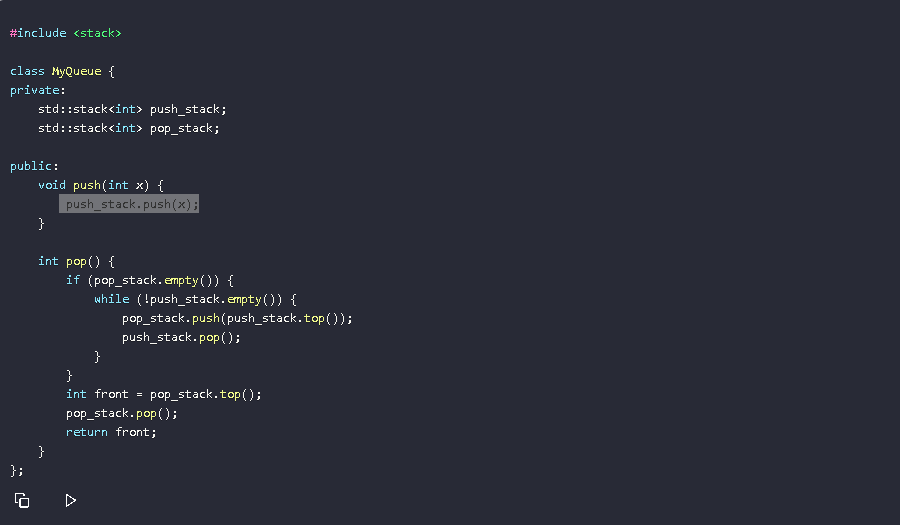 #include <stack>
class MyQueue {
private:
    std::stack<int> push_stack;
    std::stack<int> pop_stack;
public:
    void push(int x) {
        push_stack.push(x);
    }
    int pop() {
        if (pop_stack.empty()) {
            while (!push_stack.empty()) {
                pop_stack.push(push_stack.top());
                push_stack.pop();
            }
        }
        int front = pop_stack.top();
        pop_stack.pop();
        return front;
    }
};